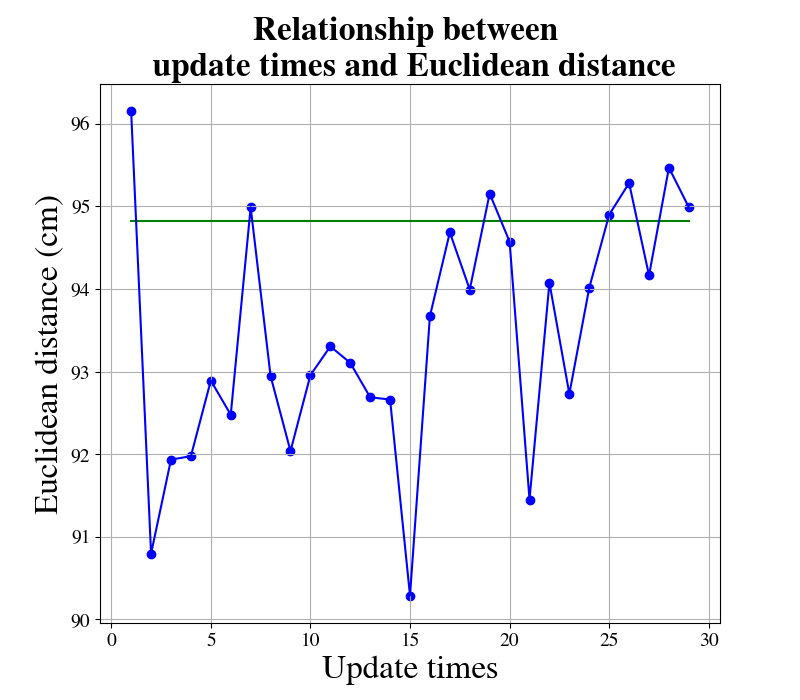 Relationship between
update times and Euclidean distance
Euclidean distance (cm)
96
95
94
93
92
91
90
0 5 10 15 20 25 30
Update times